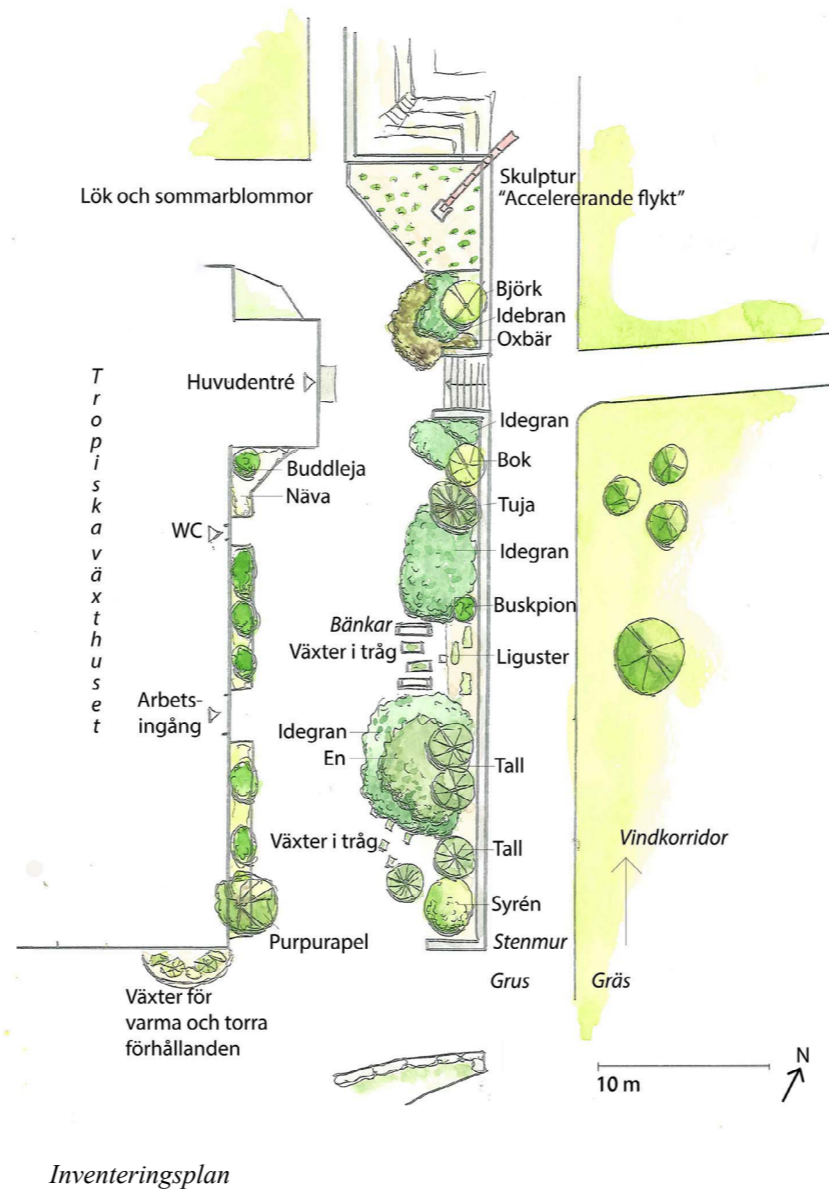 Lök och sommarblommor
Skulptur
"Accelererande flykt"
Björk
Idebran
Oxbär
Huvudentré
Tropiska växthuset
Idegran
Bok
Buddleja
Näva
Tuja
WC
Idegran
Buskpion
Bänkar
Växter i tråg
Liguster
Arbets-
ingång
Idegran
En
Tall
Växter i tråg
Tall
Vindkorridor
Syrén
Purpurapel
Stenmur
Grus
Gräs
Växter för
varma och torra
förhållanden
10 m
N
Inventeringsplan